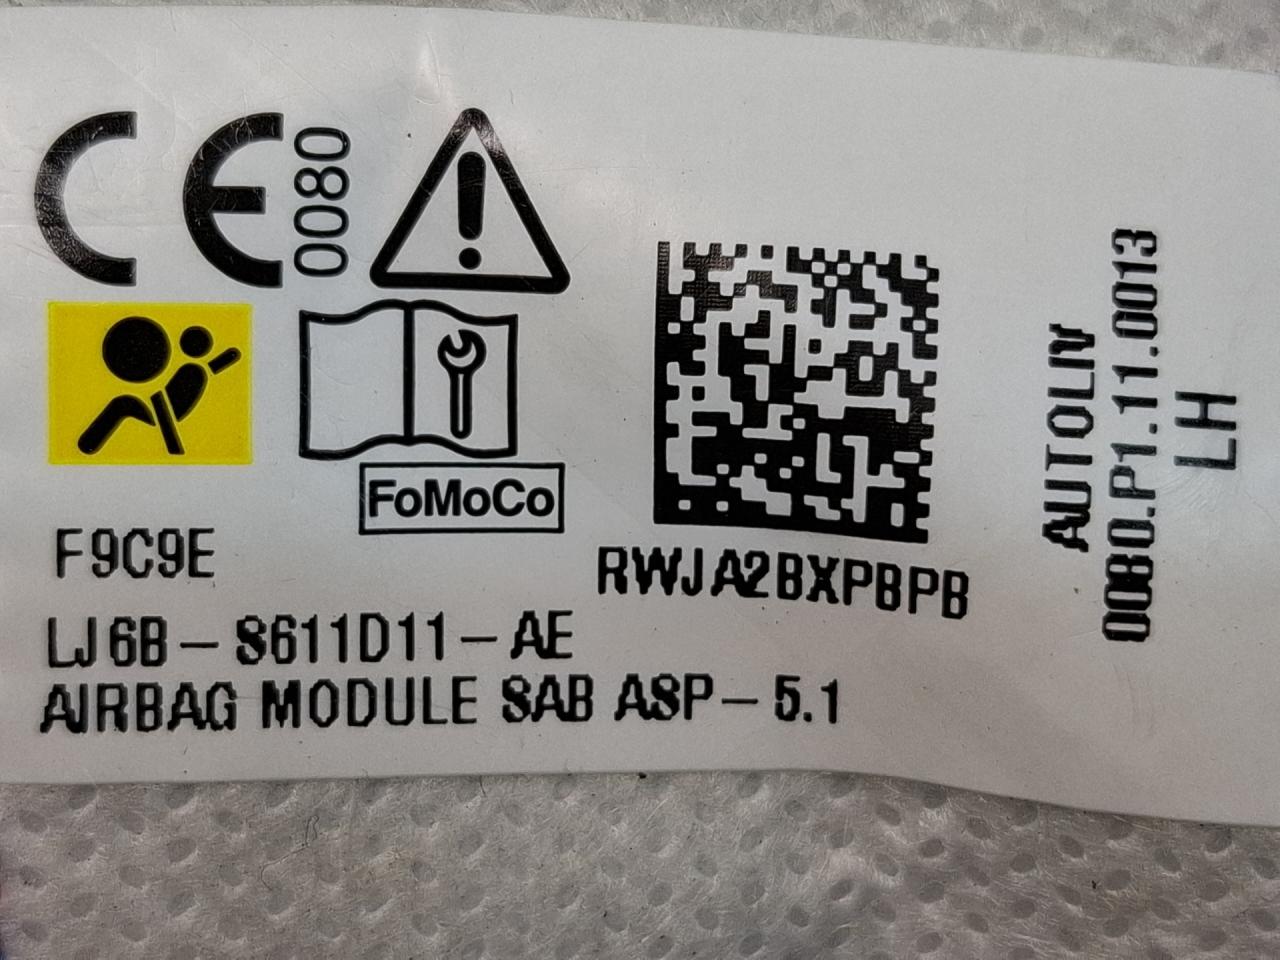 CE 0080
FoMoCo
F9C9E
RWJA2BXPBPB
LJ6B-S611D11-AE
AIRBAG MODULE SAB ASP-5.1
AUTOLIV
0080.P1.11.0013
LH